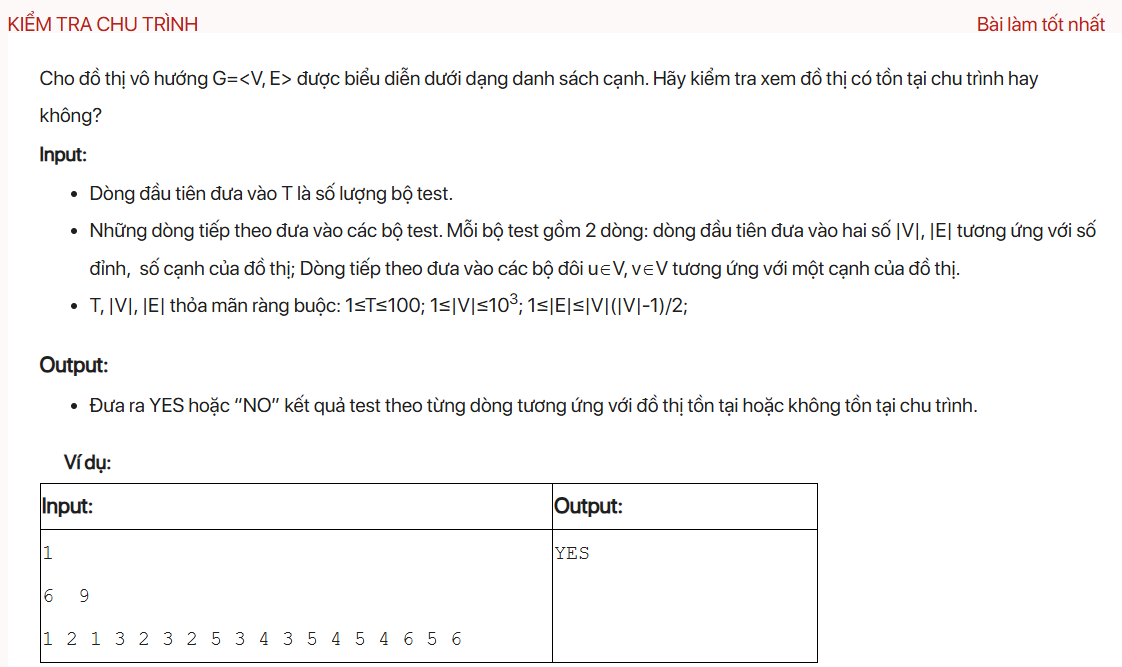 KIỂM TRA CHU TRÌNH Bài làm tốt nhất
Cho đồ thị vô hướng G=<V, E> được biểu diễn dưới dạng danh sách cạnh. Hãy kiểm tra xem đồ thị có tồn tại chu trình hay
không?
Input:
• Dòng đầu tiên đưa vào T là số lượng bộ test.
• Những dòng tiếp theo đưa vào các bộ test. Mỗi bộ test gồm 2 dòng: dòng đầu tiên đưa vào hai số |V|, |E| tương ứng với số
đỉnh, số cạnh của đồ thị; Dòng tiếp theo đưa vào các bộ đôi u∈V, v∈V tương ứng với một cạnh của đồ thị.
• T, |V|, |E| thỏa mãn ràng buộc: 1≤T≤100; 1≤|V|≤10³; 1≤|E|≤|V|(|V|-1)/2;
Output:
• Đưa ra YES hoặc “NO” kết quả test theo từng dòng tương ứng với đồ thị tồn tại hoặc không tồn tại chu trình.
Ví dụ:
Input: Output:
1 YES
6 9
1 2 1 3 2 3 2 5 3 4 3 5 4 5 4 6 5 6